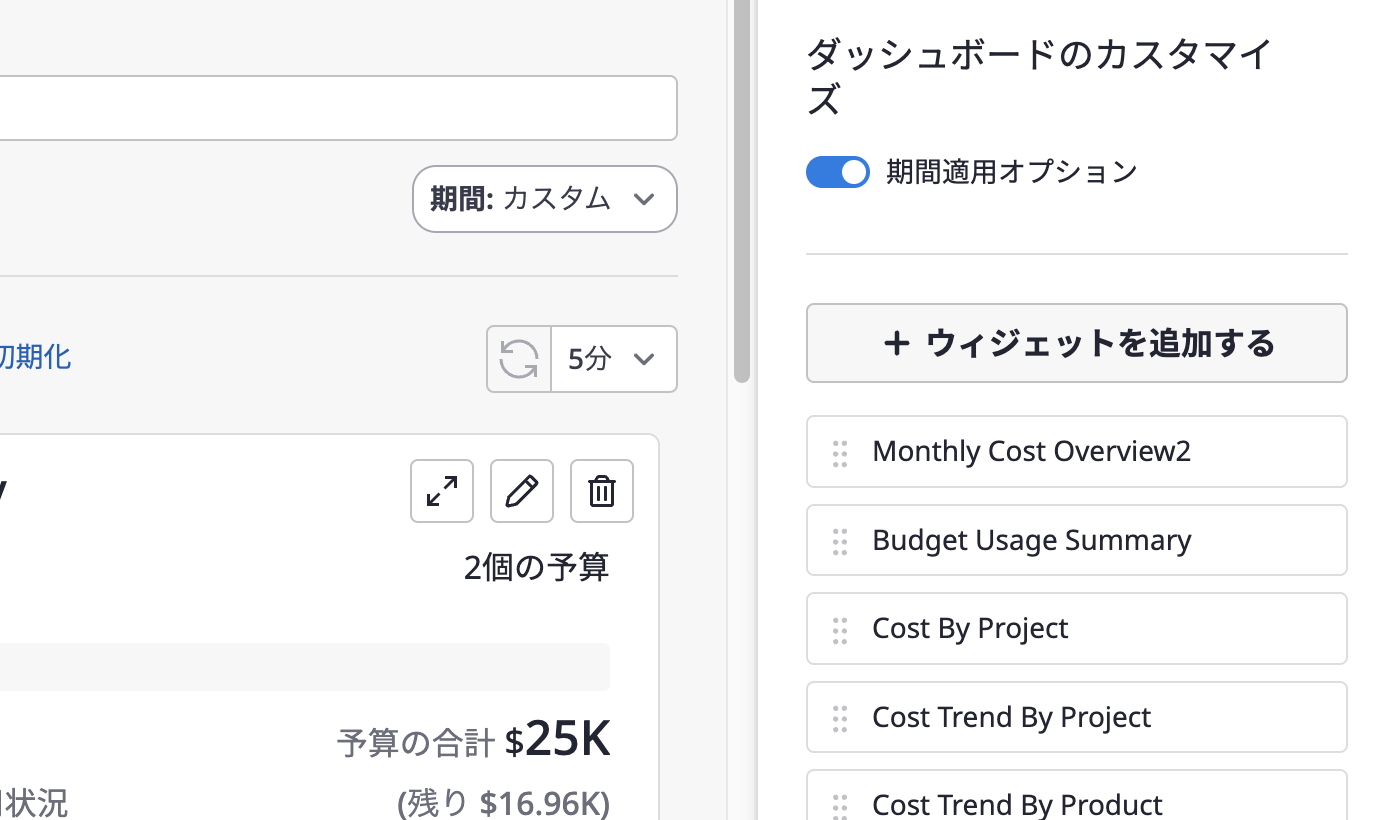 期間: カスタム
初期化
5分
y
2個の予算
予算の合計 $25K
状況
(残り $16.96K)
ダッシュボードのカスタマイ
ズ
期間適用オプション
+ ウィジェットを追加する
Monthly Cost Overview2
Budget Usage Summary
Cost By Project
Cost Trend By Project
Cost Trend By Product